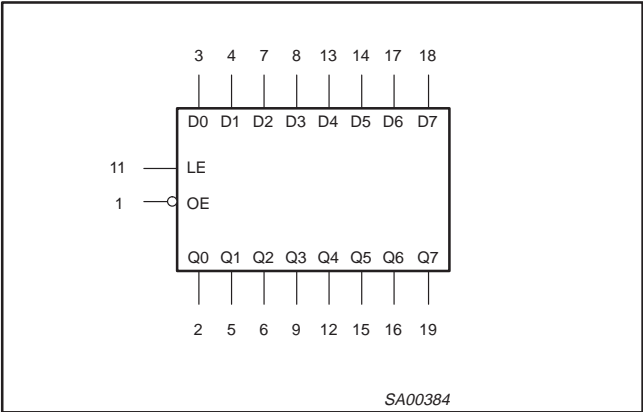 3 4 7 8 13 14 17 18
D0 D1 D2 D3 D4 D5 D6 D7
11 LE
1 OE
Q0 Q1 Q2 Q3 Q4 Q5 Q6 Q7
2 5 6 9 12 15 16 19
SA00384